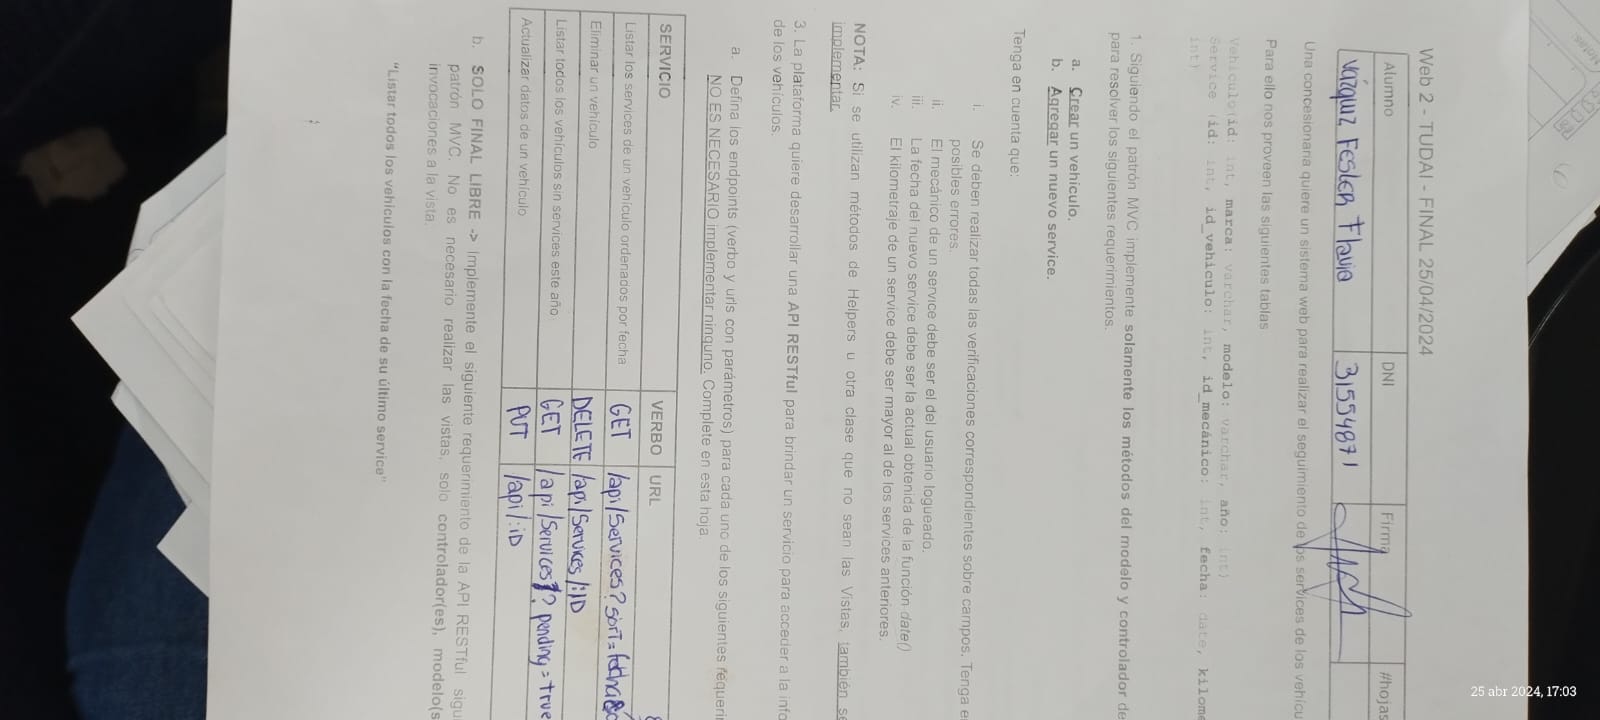 Notas:
25 abr 2024, 17:03
Web 2 - TUDAI - FINAL 25/04/2024
Alumno DNI Firma #hojas
Vázquez FESLER Flavia 31554871
Una concesionaria quiere un sistema web para realizar el seguimiento de los services de los vehícu
Para ello nos proveen las siguientes tablas
Vehiculo(id: int, marca: varchar, modelo: varchar, año: int)
Service (id: int, id_vehiculo: int, id_mecánico: int, fecha: date, kilome
int)
1. Siguiendo el patrón MVC implemente solamente los métodos del modelo y controlador de
para resolver los siguientes requerimientos.
a. Crear un vehículo.
b. Agregar un nuevo service.
Tenga en cuenta que:
i. Se deben realizar todas las verificaciones correspondientes sobre campos. Tenga e
posibles errores.
ii. El mecánico de un service debe ser el del usuario logueado.
iii. La fecha del nuevo service debe ser la actual obtenida de la función date()
iv. El kilometraje de un service debe ser mayor al de los services anteriores.
NOTA: Si se utilizan métodos de Helpers u otra clase que no sean las Vistas, también se
implementar.
3. La plataforma quiere desarrollar una API RESTful para brindar un servicio para acceder a la info
de los vehículos.
a. Defina los endpoints (verbo y urls con parámetros) para cada uno de los siguientes requeri
NO ES NECESARIO implementar ninguno. Complete en esta hoja.
SERVICIO VERBO URL
Listar los services de un vehículo ordenados por fecha GET /api/Services?sort=fecha&
Eliminar un vehículo DELETE /api/Services/:ID
Listar todos los vehículos sin services este año GET /api/Services? pending=true
Actualizar datos de un vehículo PUT /api/:iD
b. SOLO FINAL LIBRE -> Implemente el siguiente requerimiento de la API RESTful sigu
patrón MVC. No es necesario realizar las vistas, solo controlador(es), modelo(s
invocaciones a la vista.
"Listar todos los vehículos con la fecha de su último service"